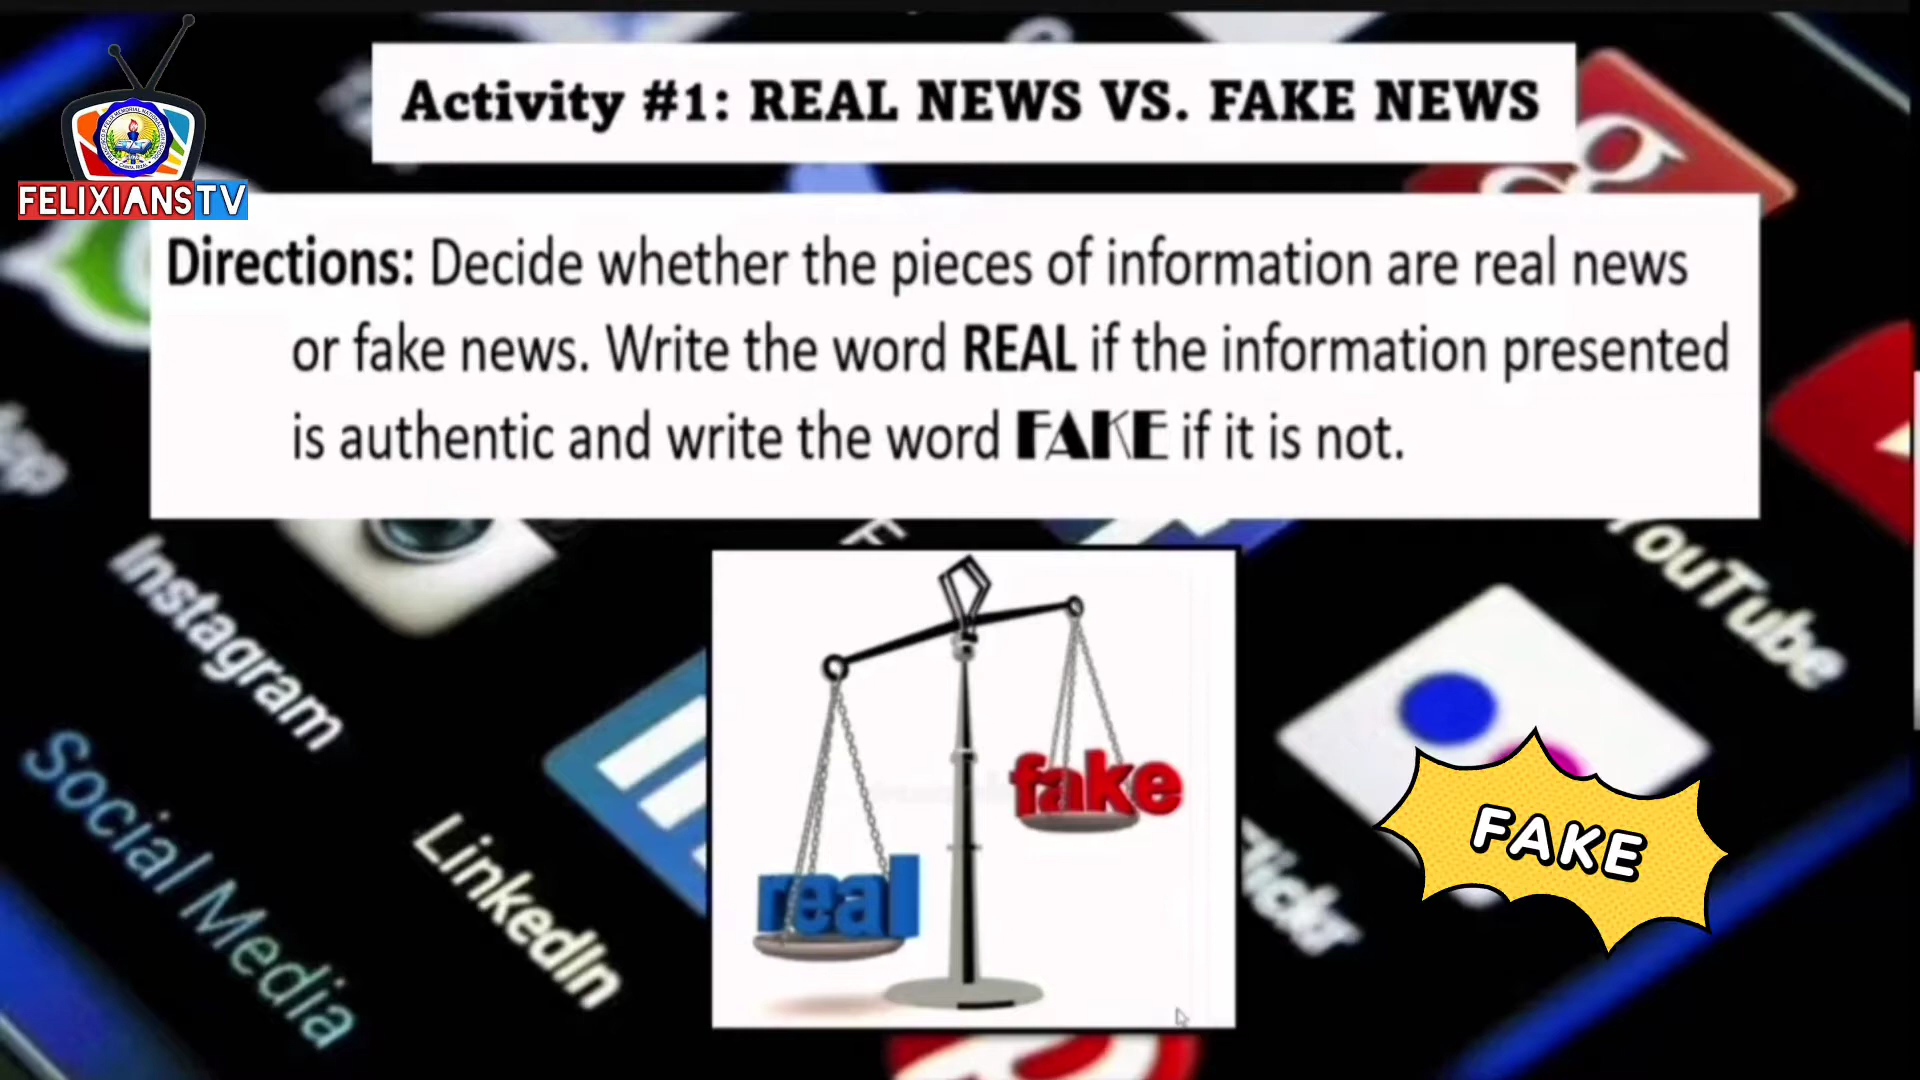 Activity #1: REAL NEWS VS. FAKE NEWS
FELIXIANS TV
Directions: Decide whether the pieces of information are real news
or fake news. Write the word REAL if the information presented
is authentic and write the word FAKE if it is not.
Instagram
YouTube
Social Media
LinkedIn
real
fake
FAKE